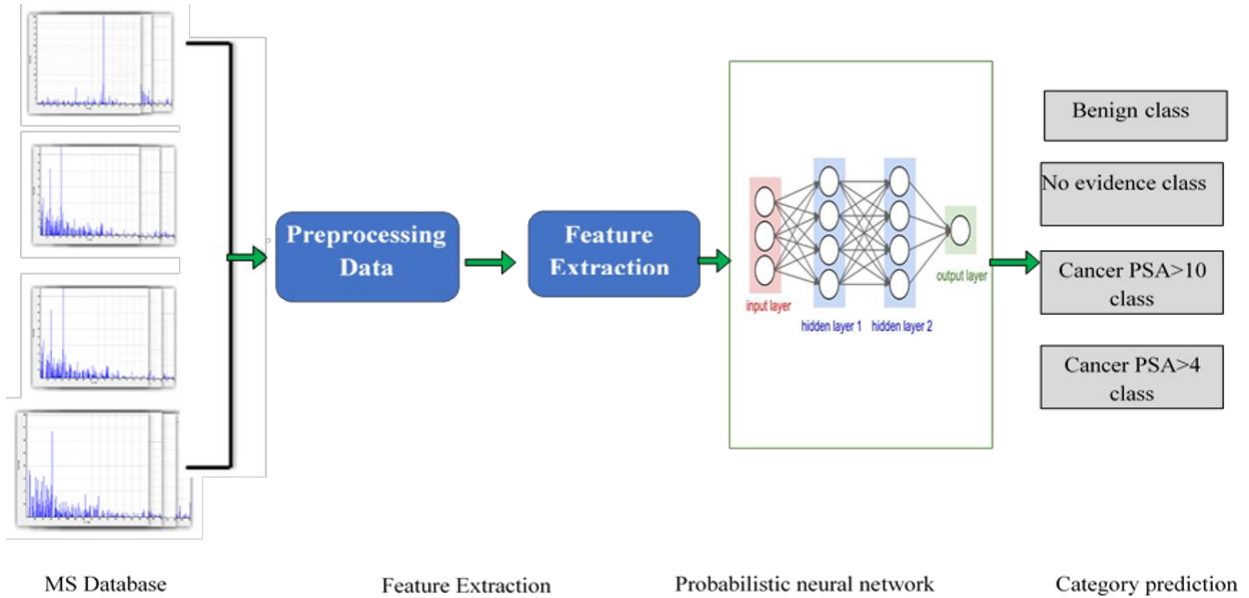 Preprocessing
Data
Feature
Extraction
input layer
hidden layer 1
hidden layer 2
output layer
Benign class
No evidence class
Cancer PSA>10
class
Cancer PSA>4
class
MS Database
Feature Extraction
Probabilistic neural network
Category prediction